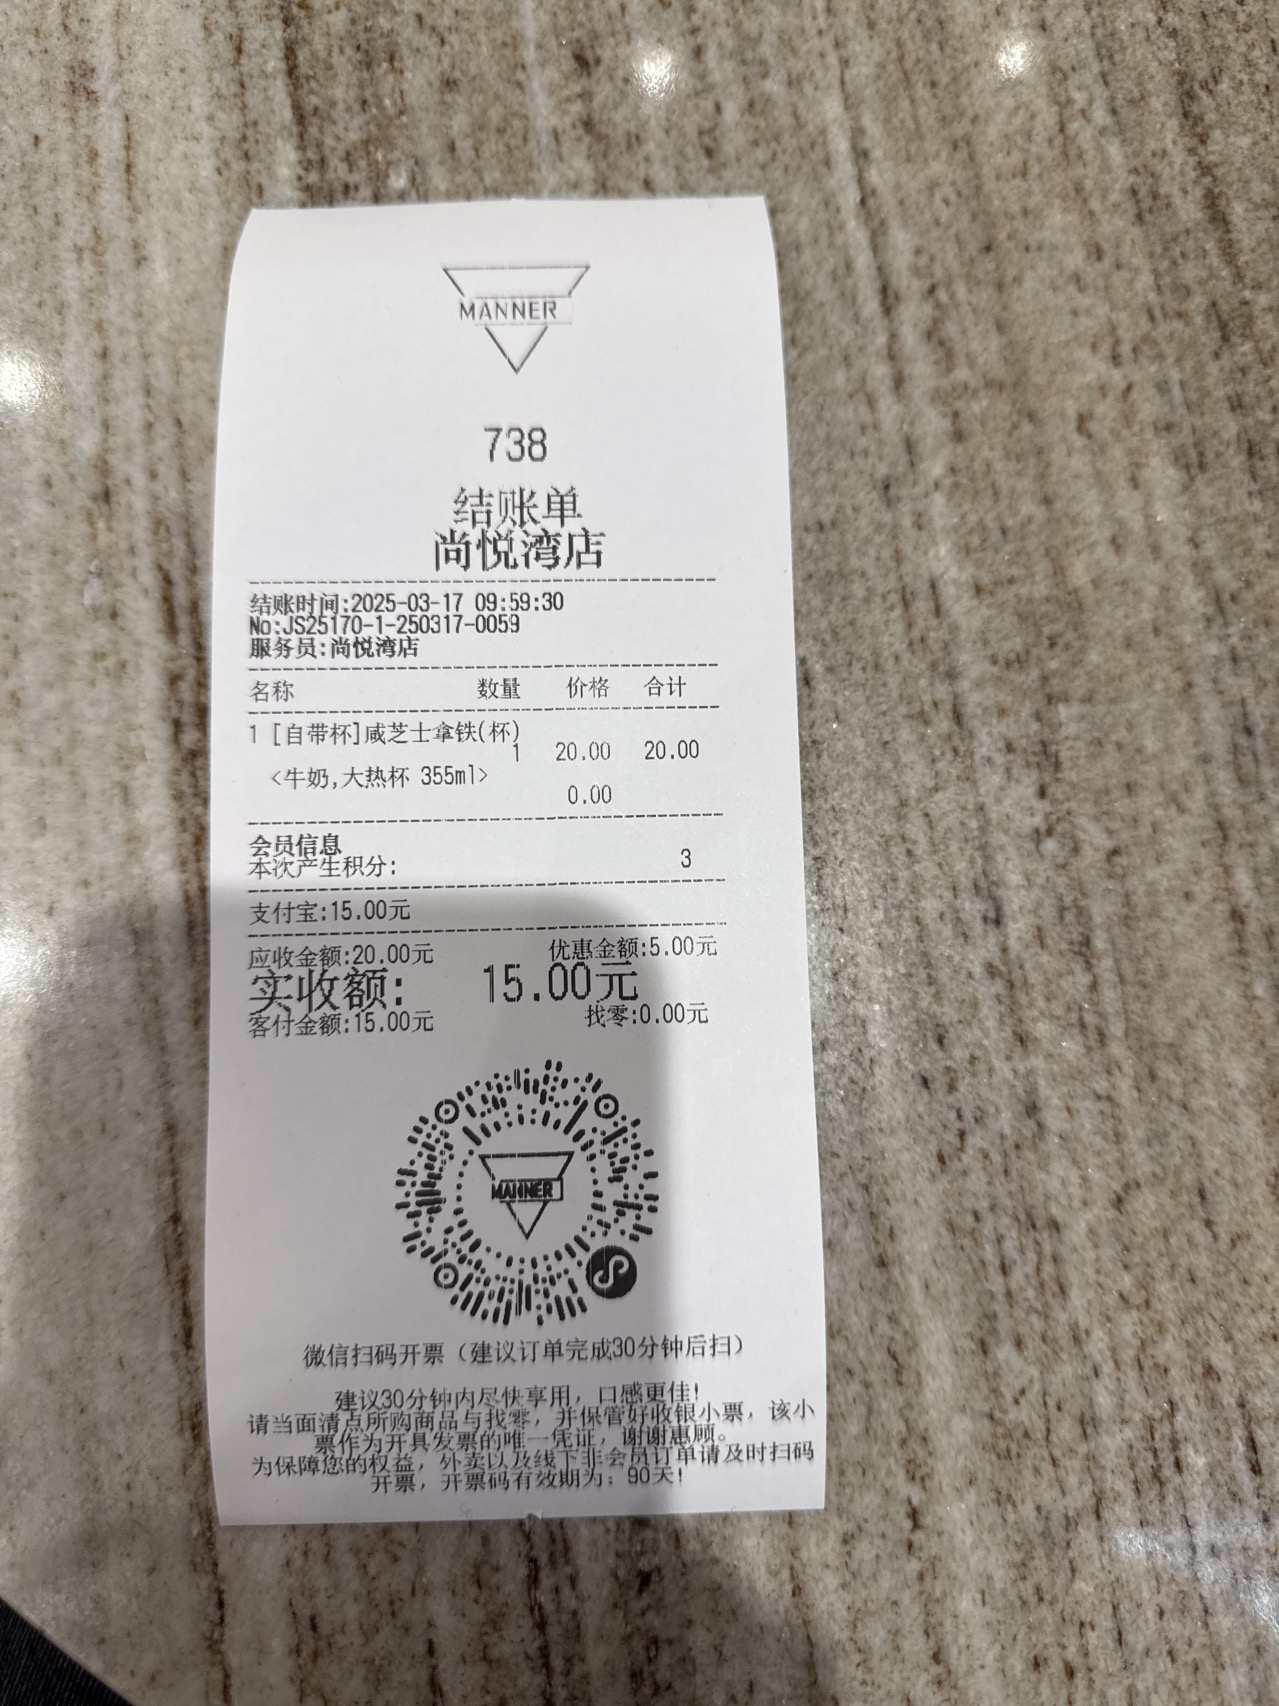 MANNER
738
结账单
尚悦湾店
结账时间:2025-03-17 09:59:30
No:JS25170-1-250317-0059
服务员:尚悦湾店
名称 数量 价格 合计
1 [自带杯]咸芝士拿铁(杯)
1 20.00 20.00
<牛奶,大热杯 355ml>
0.00
会员信息
本次产生积分: 3
支付宝:15.00元
应收金额:20.00元 优惠金额:5.00元
实收额: 15.00元
客付金额:15.00元 找零:0.00元
MANNER
微信扫码开票（建议订单完成30分钟后扫）
建议30分钟内尽快享用，口感更佳！
请当面清点所购商品与找零，并保管好收银小票，该小
票作为开具发票的唯一凭证，谢谢惠顾。
为保障您的权益，外卖以及线下非会员订单请及时扫码
开票，开票码有效期为：90天！